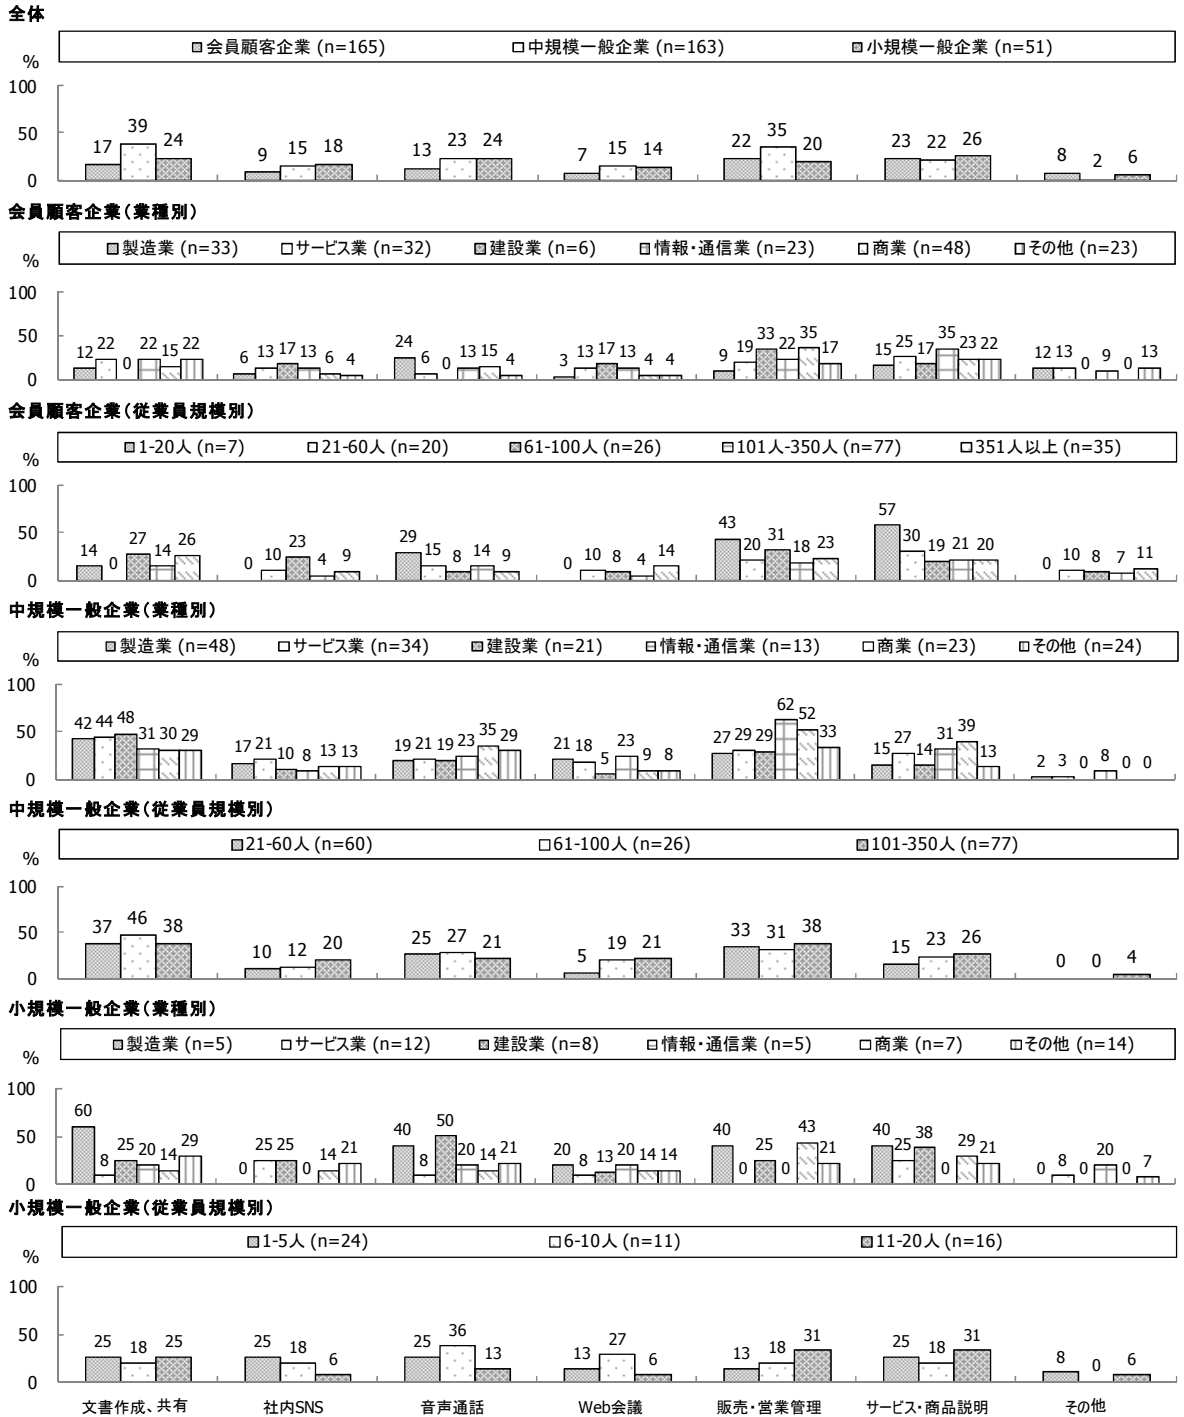 全体
会員顧客企業 (n=165) 中規模一般企業 (n=163) 小規模一般企業 (n=51)
%
100
50
0
17 39 24 9 15 18 13 23 24 7 15 14 22 35 20 23 22 26 8 2 6
会員顧客企業(業種別)
製造業 (n=33) サービス業 (n=32) 建設業 (n=6) 情報・通信業 (n=23) 商業 (n=48) その他 (n=23)
%
100
50
0
12 22 0 22 15 22 6 13 17 13 6 4 24 6 0 13 15 4 3 13 17 13 4 4 9 19 33 22 35 17 15 25 17 35 23 22 12 13 0 9 0 13
会員顧客企業(従業員規模別)
1-20人 (n=7) 21-60人 (n=20) 61-100人 (n=26) 101人-350人 (n=77) 351人以上 (n=35)
%
100
50
0
14 0 27 14 26 0 10 23 4 9 29 15 8 14 9 0 10 8 4 14 43 20 31 18 23 57 30 19 21 20 0 10 8 7 11
中規模一般企業(業種別)
製造業 (n=48) サービス業 (n=34) 建設業 (n=21) 情報・通信業 (n=13) 商業 (n=23) その他 (n=24)
%
100
50
0
42 44 48 31 30 29 17 21 10 8 13 13 19 21 19 23 35 29 21 18 5 23 9 8 27 29 29 62 52 33 15 27 14 31 39 13 2 3 0 8 0 0
中規模一般企業(従業員規模別)
21-60人 (n=60) 61-100人 (n=26) 101-350人 (n=77)
%
100
50
0
37 46 38 10 12 20 25 27 21 5 19 21 33 31 38 15 23 26 0 0 4
小規模一般企業(業種別)
製造業 (n=5) サービス業 (n=12) 建設業 (n=8) 情報・通信業 (n=5) 商業 (n=7) その他 (n=14)
%
100
50
0
60 8 25 20 14 29 0 25 25 0 14 21 40 8 50 20 14 21 20 8 13 20 14 14 40 0 25 0 43 21 40 25 38 0 29 21 0 8 0 20 0 7
小規模一般企業(従業員規模別)
1-5人 (n=24) 6-10人 (n=11) 11-20人 (n=16)
%
100
50
0
25 18 25 25 18 6 25 36 13 13 27 6 13 18 31 25 18 31 8 0 6
文書作成、共有 社内SNS 音声通話 Web会議 販売・営業管理 サービス・商品説明 その他